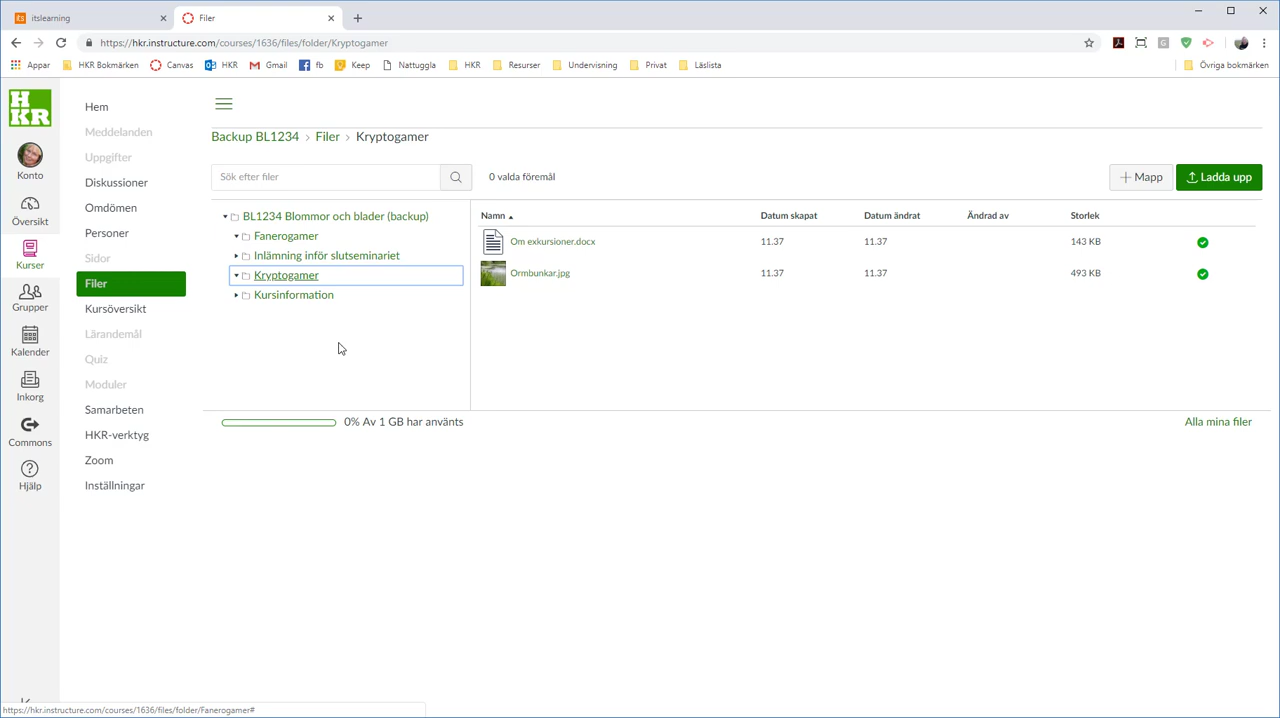 itslearning
Filer
https://hkr.instructure.com/courses/1636/files/folder/Kryptogamer
Appar
HKR Bokmärken
Canvas
HKR
Gmail
fb
Keep
Nattuggla
HKR
Resurser
Undervisning
Privat
Läslista
Övriga bokmärken
HKR
Konto
Översikt
Kurser
Grupper
Kalender
Inkorg
Commons
Hjälp
Hem
Meddelanden
Uppgifter
Diskussioner
Omdömen
Personer
Sidor
Filer
Kursöversikt
Lärandemål
Quiz
Moduler
Samarbeten
HKR-verktyg
Zoom
Inställningar
Backup BL1234 > Filer > Kryptogamer
Sök efter filer
0 valda föremål
Mapp
Ladda upp
BL1234 Blommor och blader (backup)
Fanerogamer
Inlämning inför slutseminariet
Kryptogamer
Kursinformation
Namn Datum skapat Datum ändrat Ändrad av Storlek
Om exkursioner.docx 11.37 11.37 143 KB
Ormbunkar.jpg 11.37 11.37 493 KB
0% Av 1 GB har använts
Alla mina filer
https://hkr.instructure.com/courses/1636/files/folder/Fanerogamer#